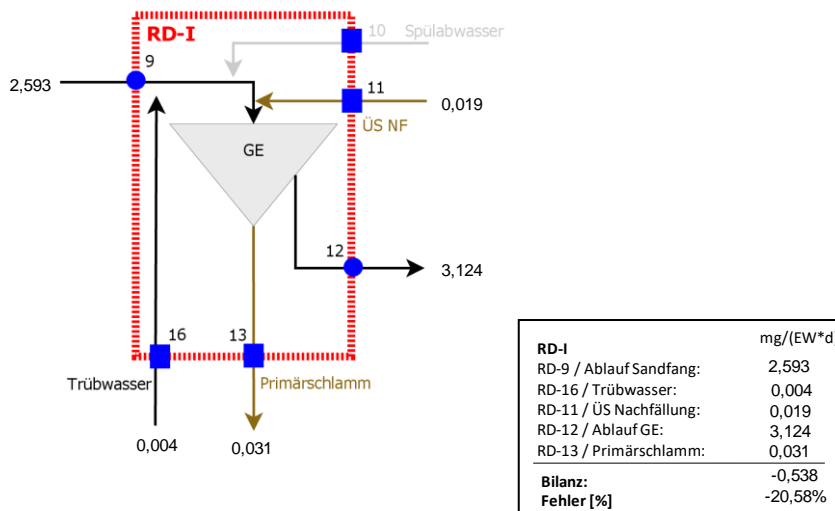 RD-I
10 Spülabwasser
9
2,593
11
0,019
ÜS NF
GE
12
3,124
16
13
Trübwasser
Primärschlamm
0,004
0,031
mg/(EW*d)
RD-I
RD-9 / Ablauf Sandfang: 2,593
RD-16 / Trübwasser: 0,004
RD-11 / ÜS Nachfällung: 0,019
RD-12 / Ablauf GE: 3,124
RD-13 / Primärschlamm: 0,031
Bilanz: -0,538
Fehler [%] -20,58%